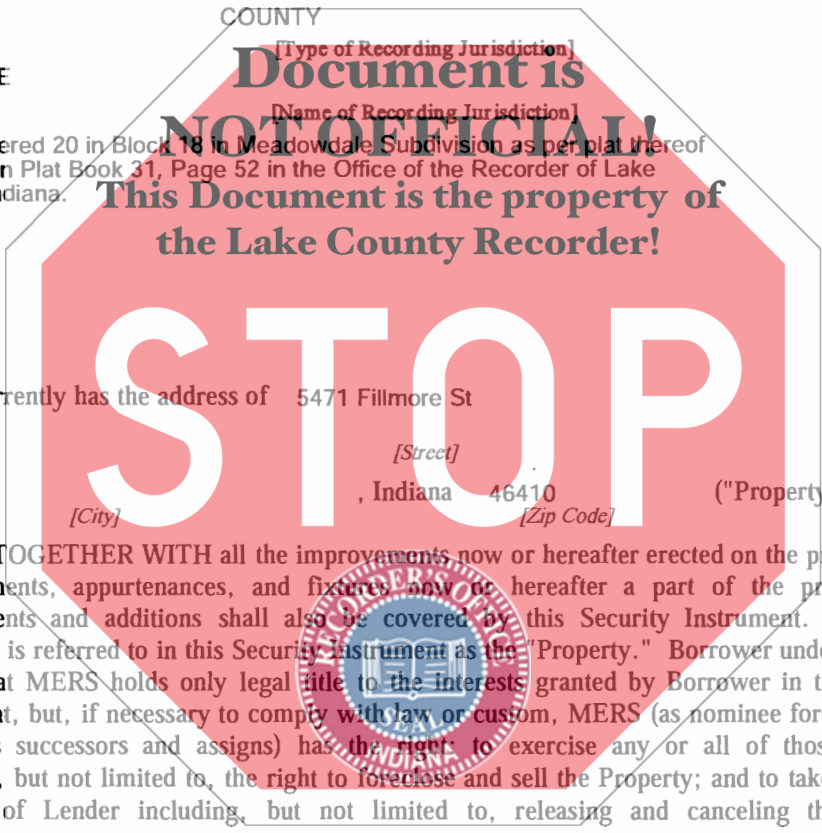 COUNTY
[Type of Recording Jurisdiction]
Document is
E
[Name of Recording Jurisdiction]
NOT OFFICIAL!
ered 20 in Block 18 in Meadowdale Subdivision as per plat thereof
n Plat Book 31, Page 52 in the Office of the Recorder of Lake
diana.
This Document is the property of
the Lake County Recorder!
STOP
rently has the address of 5471 Fillmore St
[Street]
, Indiana 46410 ("Property
[City] [Zip Code]
TOGETHER WITH all the improvements now or hereafter erected on the p
ents, appurtenances, and fixtures now or hereafter a part of the pr
ents and additions shall also be covered by this Security Instrument.
is referred to in this Security Instrument as the "Property." Borrower unde
at MERS holds only legal title to the interests granted by Borrower in t
t, but, if necessary to comply with law or custom, MERS (as nominee for
s successors and assigns) has the right: to exercise any or all of thos
, but not limited to, the right to foreclose and sell the Property; and to take
of Lender including, but not limited to, releasing and canceling th
RECORDER'S OFFICE
SEAL
INDIANA